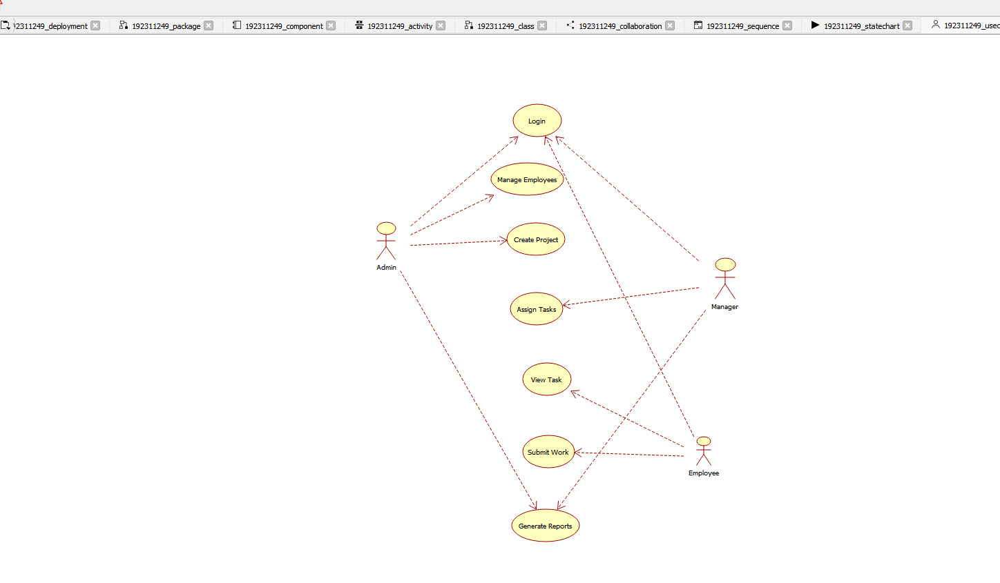 192311249_deployment
192311249_package
192311249_component
192311249_activity
192311249_class
192311249_collaboration
192311249_sequence
192311249_statechart
192311249_usec
Login
Manage Employees
Create Project
Admin
Manager
Assign Tasks
View Task
Submit Work
Employee
Generate Reports